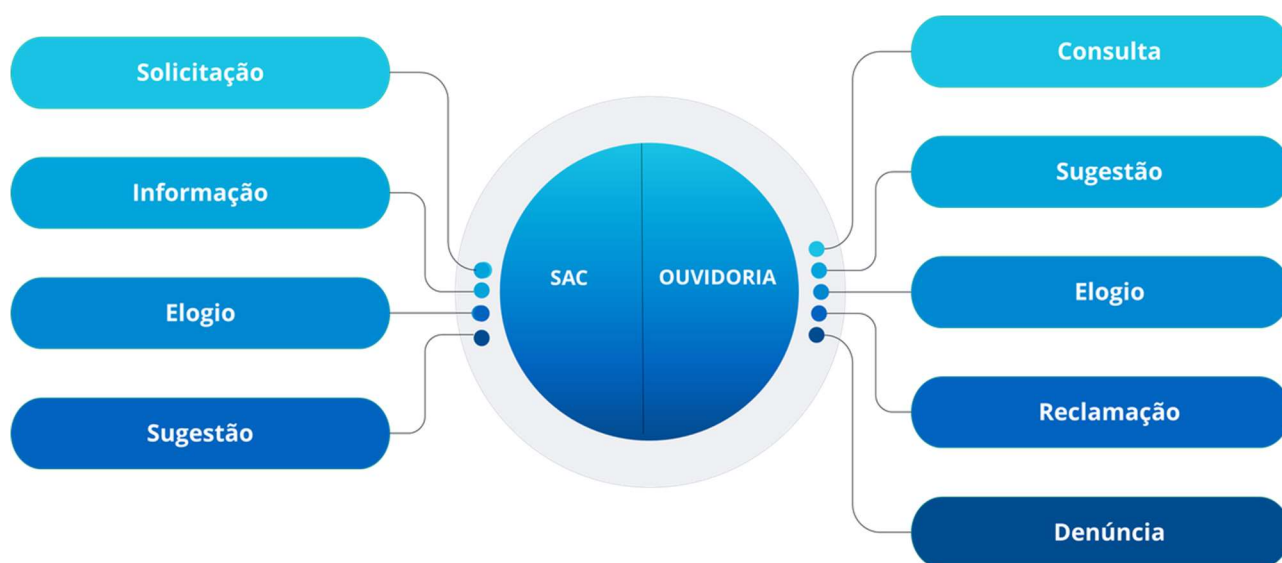 Solicitação
Informação
Elogio
Sugestão
SAC
OUVIDORIA
Consulta
Sugestão
Elogio
Reclamação
Denúncia